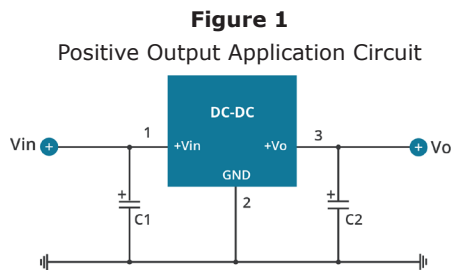 Figure 1
Positive Output Application Circuit
DC-DC
Vin + 1 +Vin +Vo 3 + Vo
GND
2
+ C1 + C2